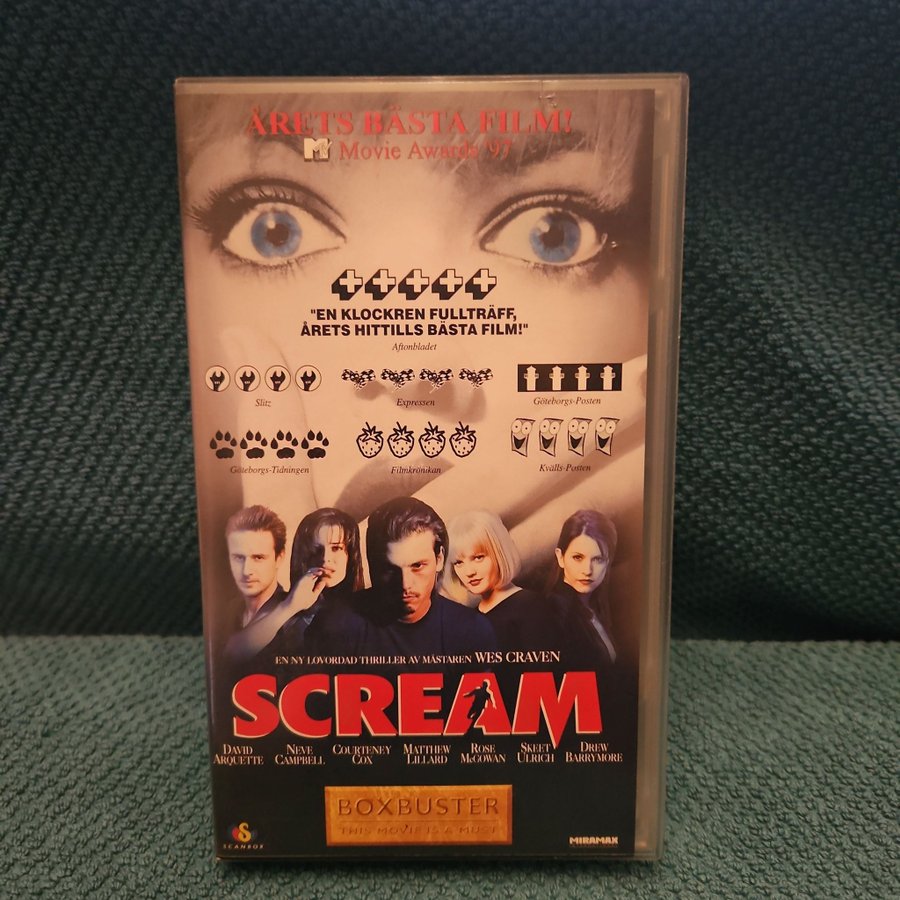 ÅRETS BÄSTA FILM!
MTV Movie Awards '97
"EN KLOCKREN FULLTRÄFF,
ÅRETS HITTILLS BÄSTA FILM!"
Aftonbladet
Slitz Expressen Göteborgs-Posten
Göteborgs-Tidningen Filmkrönikan Kvälls-Posten
EN NY LOVORDAD THRILLER AV MÄSTAREN WES CRAVEN
SCREAM
DAVID ARQUETTE NEVE CAMPBELL COURTENEY COX MATTHEW LILLARD ROSE McGOWAN SKEET ULRICH DREW BARRYMORE
BOXBUSTER
THIS MOVIE IS A MUST
S
SCANBOX
MIRAMAX